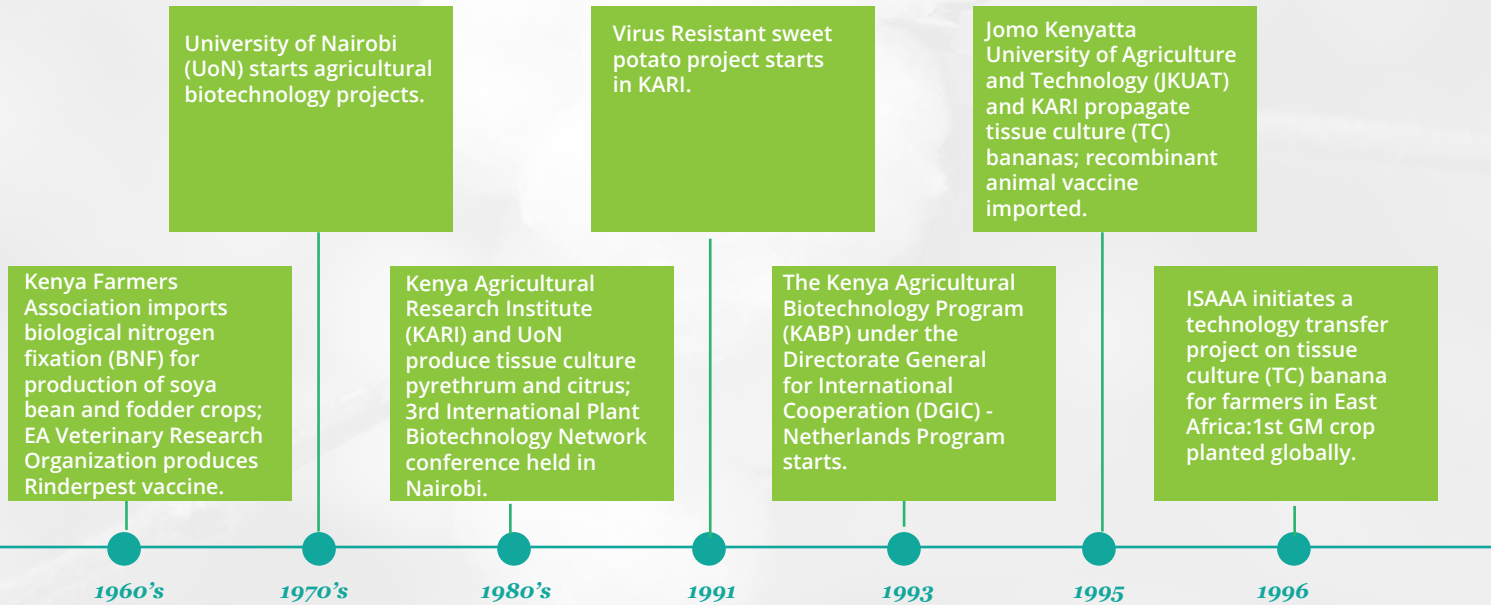 Kenya Farmers
Association imports
biological nitrogen
fixation (BNF) for
production of soya
bean and fodder crops;
EA Veterinary Research
Organization produces
Rinderpest vaccine.
1960’s
University of Nairobi
(UoN) starts agricultural
biotechnology projects.
1970’s
Kenya Agricultural
Research Institute
(KARI) and UoN
produce tissue culture
pyrethrum and citrus;
3rd International Plant
Biotechnology Network
conference held in
Nairobi.
1980’s
Virus Resistant sweet
potato project starts
in KARI.
1991
The Kenya Agricultural
Biotechnology Program
(KABP) under the
Directorate General
for International
Cooperation (DGIC) -
Netherlands Program
starts.
1993
Jomo Kenyatta
University of Agriculture
and Technology (JKUAT)
and KARI propagate
tissue culture (TC)
bananas; recombinant
animal vaccine
imported.
1995
ISAAA initiates a
technology transfer
project on tissue
culture (TC) banana
for farmers in East
Africa:1st GM crop
planted globally.
1996